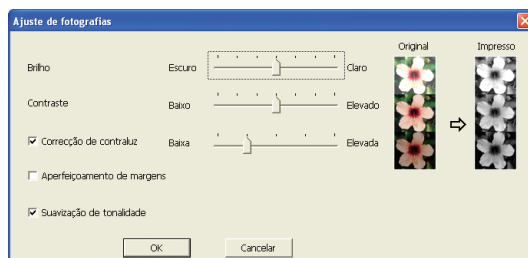 Ajuste de fotografias
Original Impresso
Brilho Escuro Claro
Contraste Baixo Elevado
Correcção de contraluz Baixa Elevada
Aperfeiçoamento de margens
Suavização de tonalidade
OK Cancelar